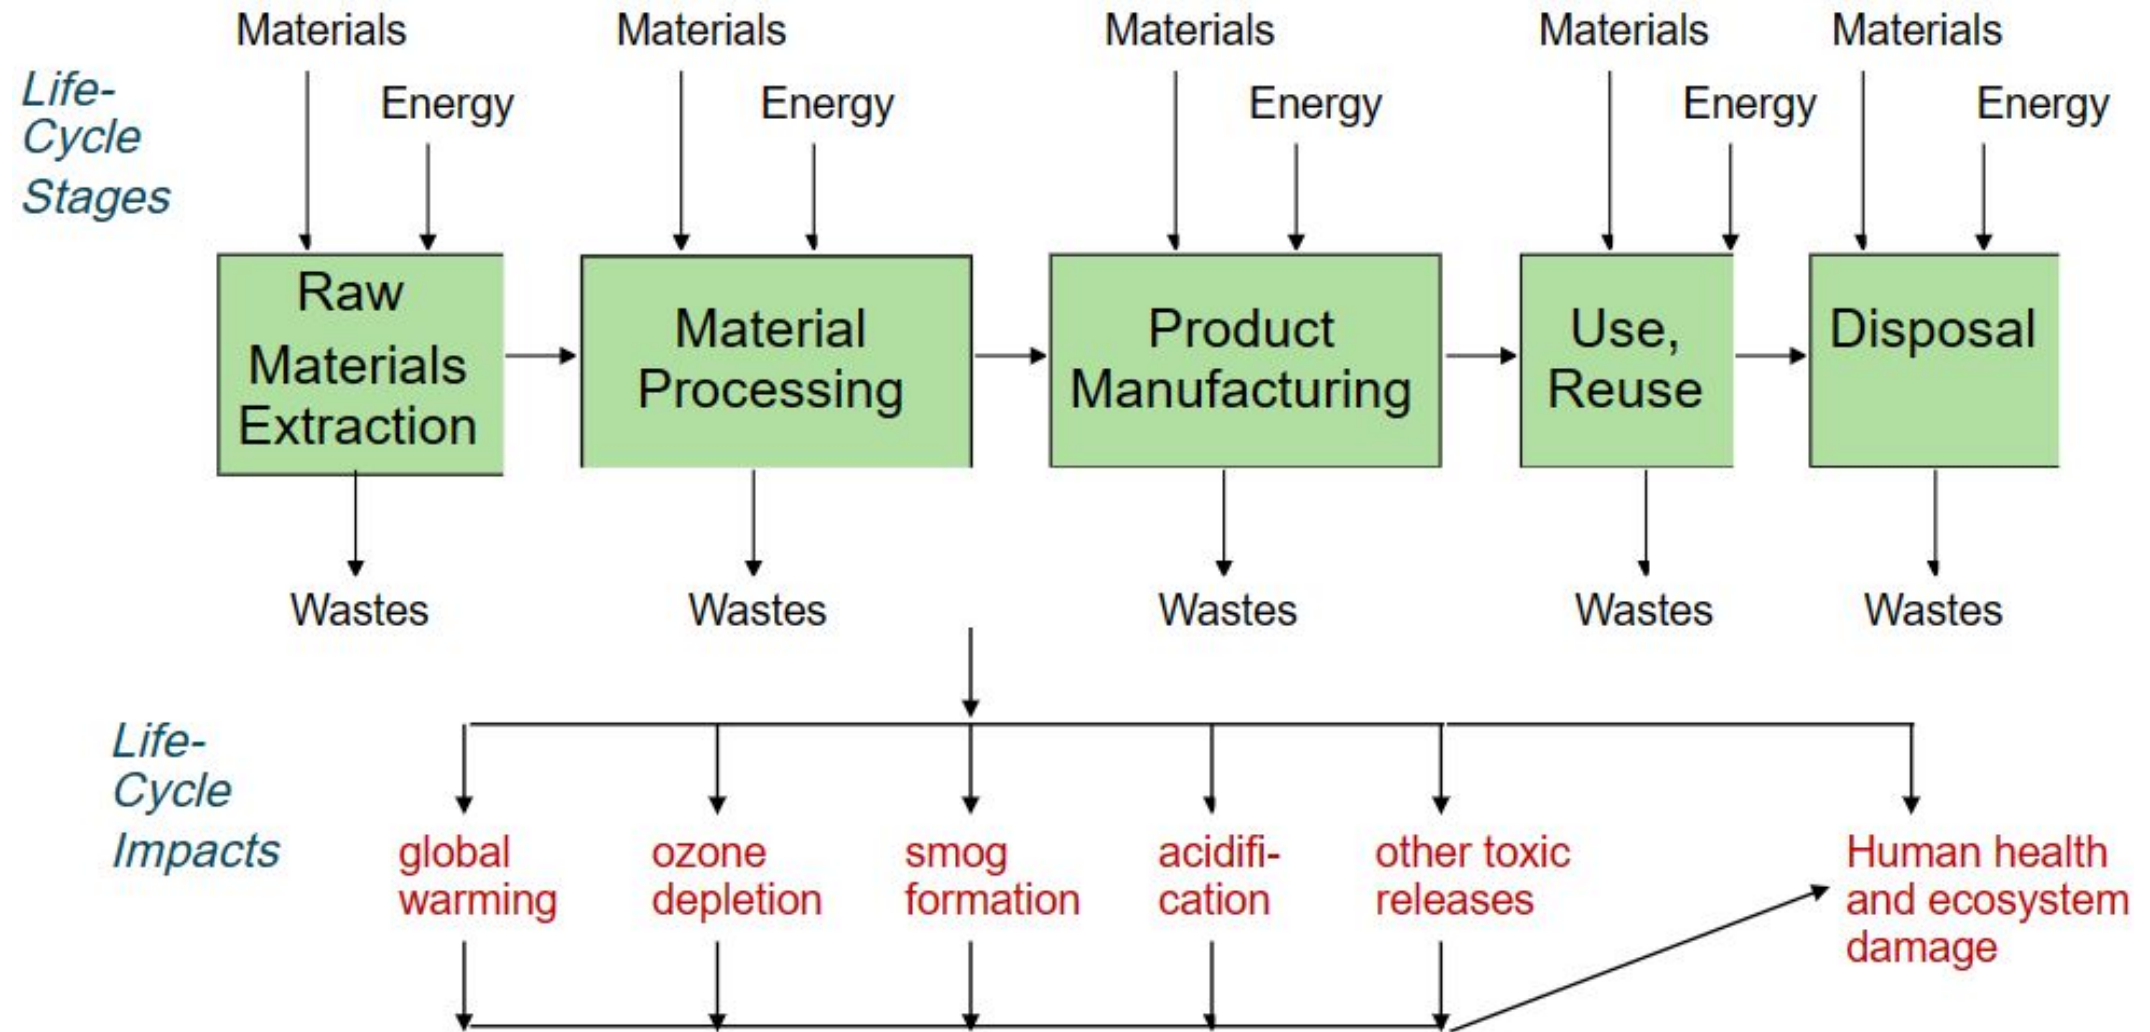 Materials
Materials
Materials
Materials
Materials
Life-
Cycle
Stages
Energy
Energy
Energy
Energy
Energy
Raw
Materials
Extraction
Material
Processing
Product
Manufacturing
Use,
Reuse
Disposal
Wastes
Wastes
Wastes
Wastes
Wastes
Life-
Cycle
Impacts
global
warming
ozone
depletion
smog
formation
acidifi-
cation
other toxic
releases
Human health
and ecosystem
damage